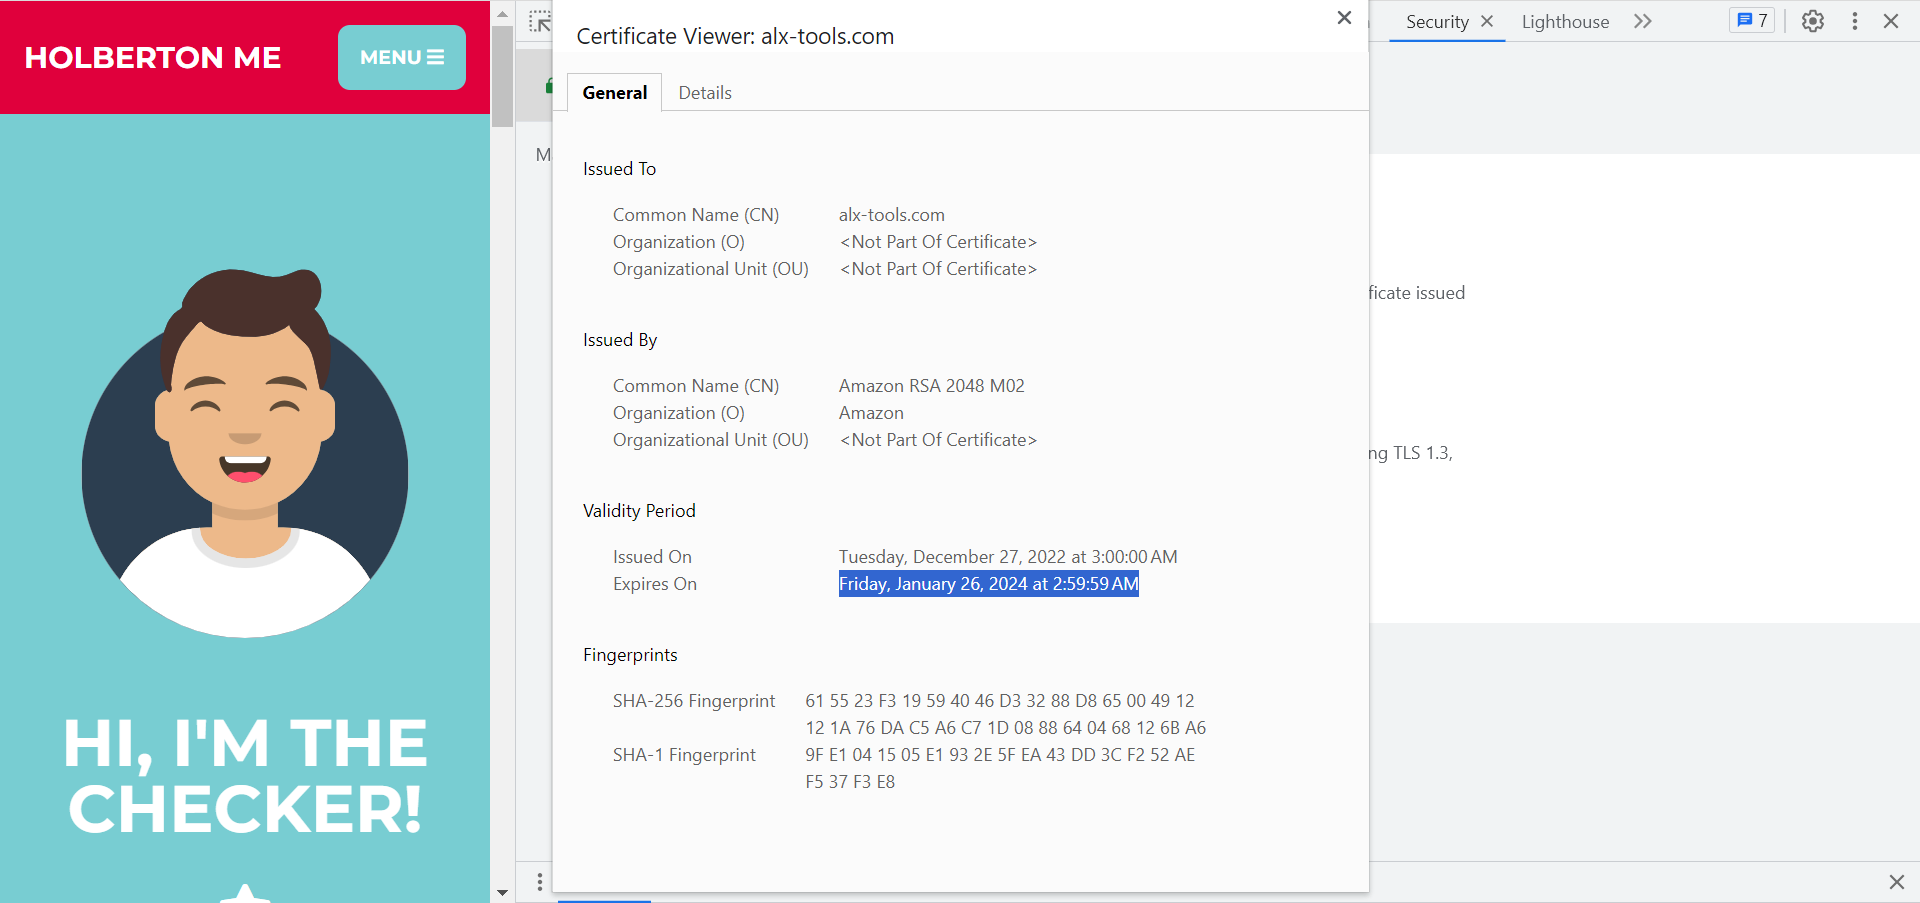 HOLBERTON ME
MENU
HI, I'M THE
CHECKER!
Security
Lighthouse
7
Certificate Viewer: alx-tools.com
General
Details
Issued To
Common Name (CN) alx-tools.com
Organization (O) <Not Part Of Certificate>
Organizational Unit (OU) <Not Part Of Certificate>
Issued By
Common Name (CN) Amazon RSA 2048 M02
Organization (O) Amazon
Organizational Unit (OU) <Not Part Of Certificate>
Validity Period
Issued On Tuesday, December 27, 2022 at 3:00:00 AM
Expires On Friday, January 26, 2024 at 2:59:59 AM
Fingerprints
SHA-256 Fingerprint 61 55 23 F3 19 59 40 46 D3 32 88 D8 65 00 49 12
12 1A 76 DA C5 A6 C7 1D 08 88 64 04 68 12 6B A6
SHA-1 Fingerprint 9F E1 04 15 05 E1 93 2E 5F EA 43 DD 3C F2 52 AE
F5 37 F3 E8
ficate issued
ng TLS 1.3,